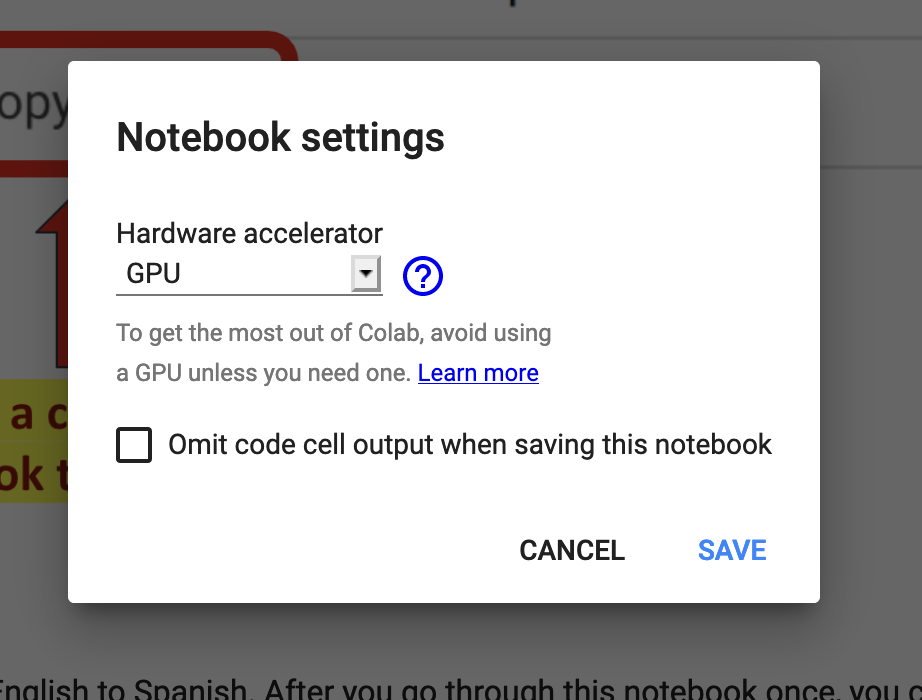 opy
Notebook settings
Hardware accelerator
GPU
To get the most out of Colab, avoid using
a GPU unless you need one. Learn more
a c
ok t
Omit code cell output when saving this notebook
CANCEL SAVE
English to Spanish. After you go through this notebook once, you